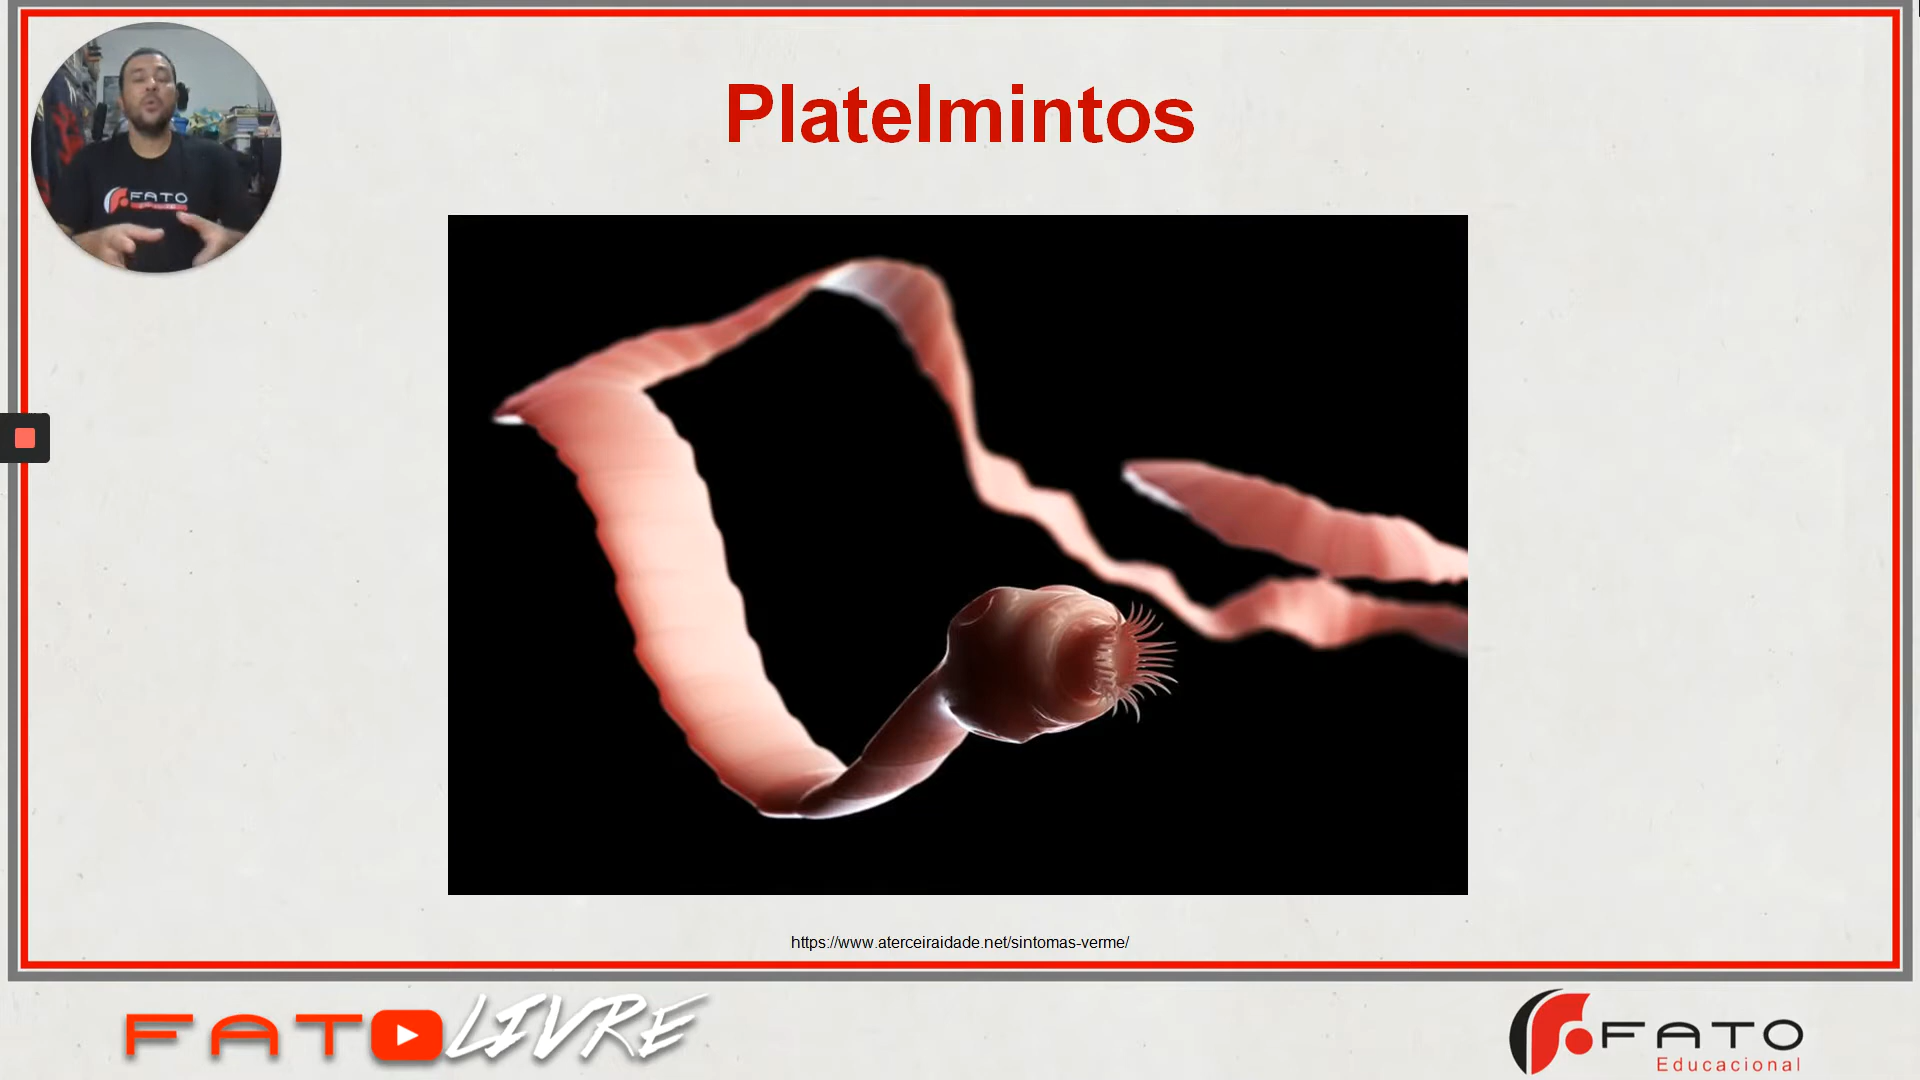 Platelmintos
FATO
https://www.aterceiraidade.net/sintomas-verme/
FATO LIVRE
FATO
Educacional